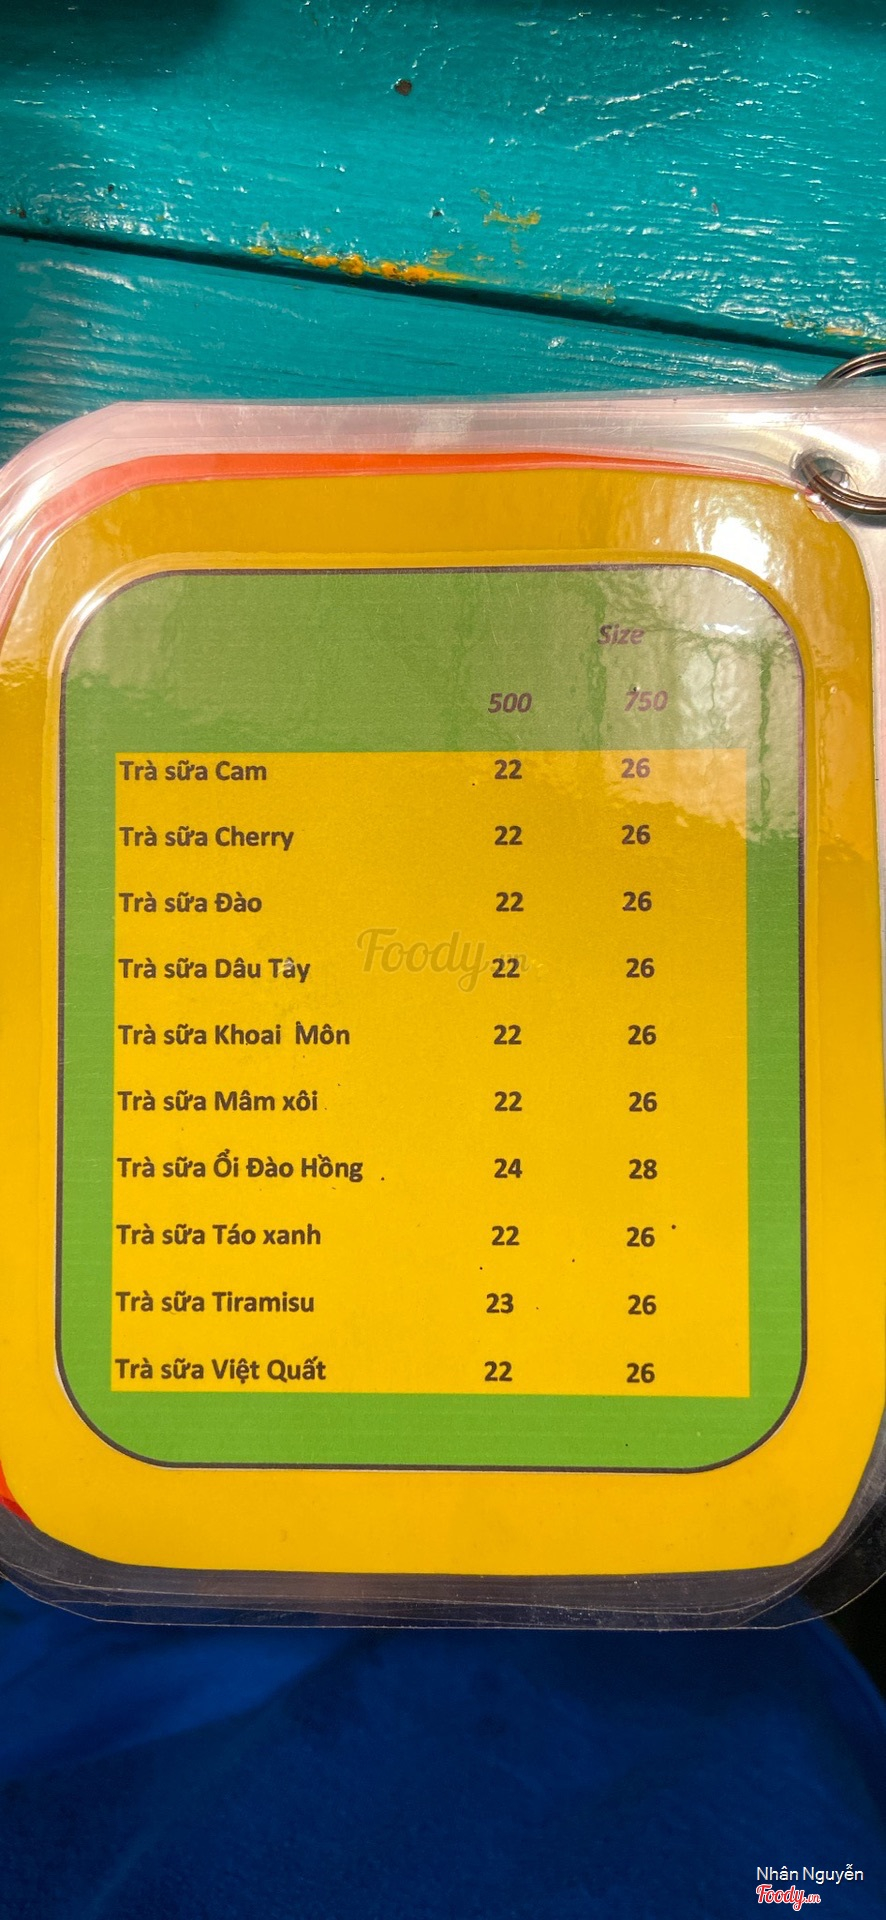 Size
500 750
Trà sữa Cam 22 26
Trà sữa Cherry 22 26
Trà sữa Đào 22 26
Foody.vn
Trà sữa Dâu Tây 22 26
Trà sữa Khoai Môn 22 26
Trà sữa Mâm xôi 22 26
Trà sữa Ổi Đào Hồng 24 28
Trà sữa Táo xanh 22 26
Trà sữa Tiramisu 23 26
Trà sữa Việt Quất 22 26
Nhân Nguyễn
Foody.vn